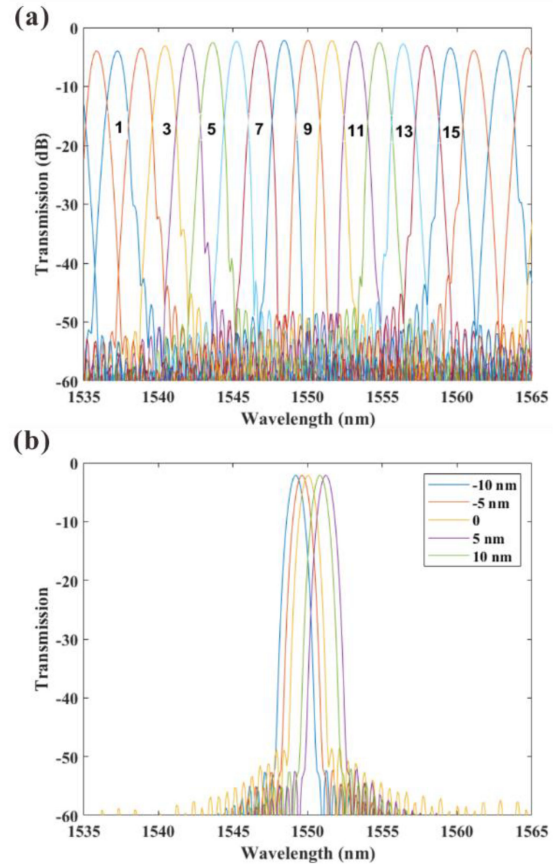 (a)
0
-10
-20
-30
-40
-50
-60
Transmission (dB)
1 3 5 7 9 11 13 15
1535 1540 1545 1550 1555 1560 1565
Wavelength (nm)
(b)
0
-10
-20
-30
-40
-50
-60
Transmission
-10 nm
-5 nm
0
5 nm
10 nm
1535 1540 1545 1550 1555 1560 1565
Wavelength (nm)